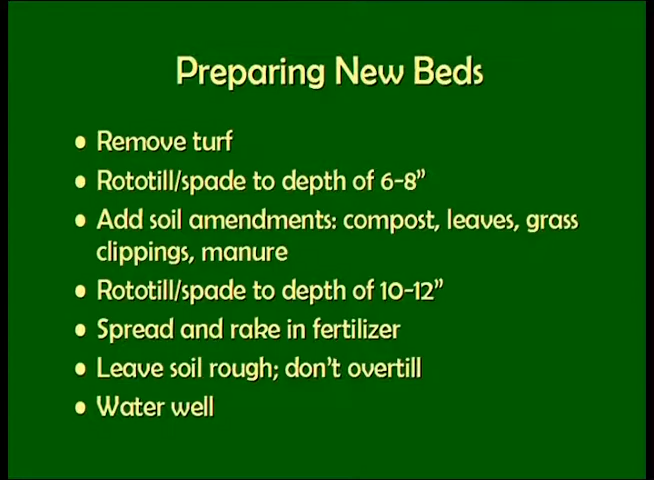 Preparing New Beds
• Remove turf
• Rototill/spade to depth of 6-8”
• Add soil amendments: compost, leaves, grass
clippings, manure
• Rototill/spade to depth of 10-12”
• Spread and rake in fertilizer
• Leave soil rough; don’t overtill
• Water well